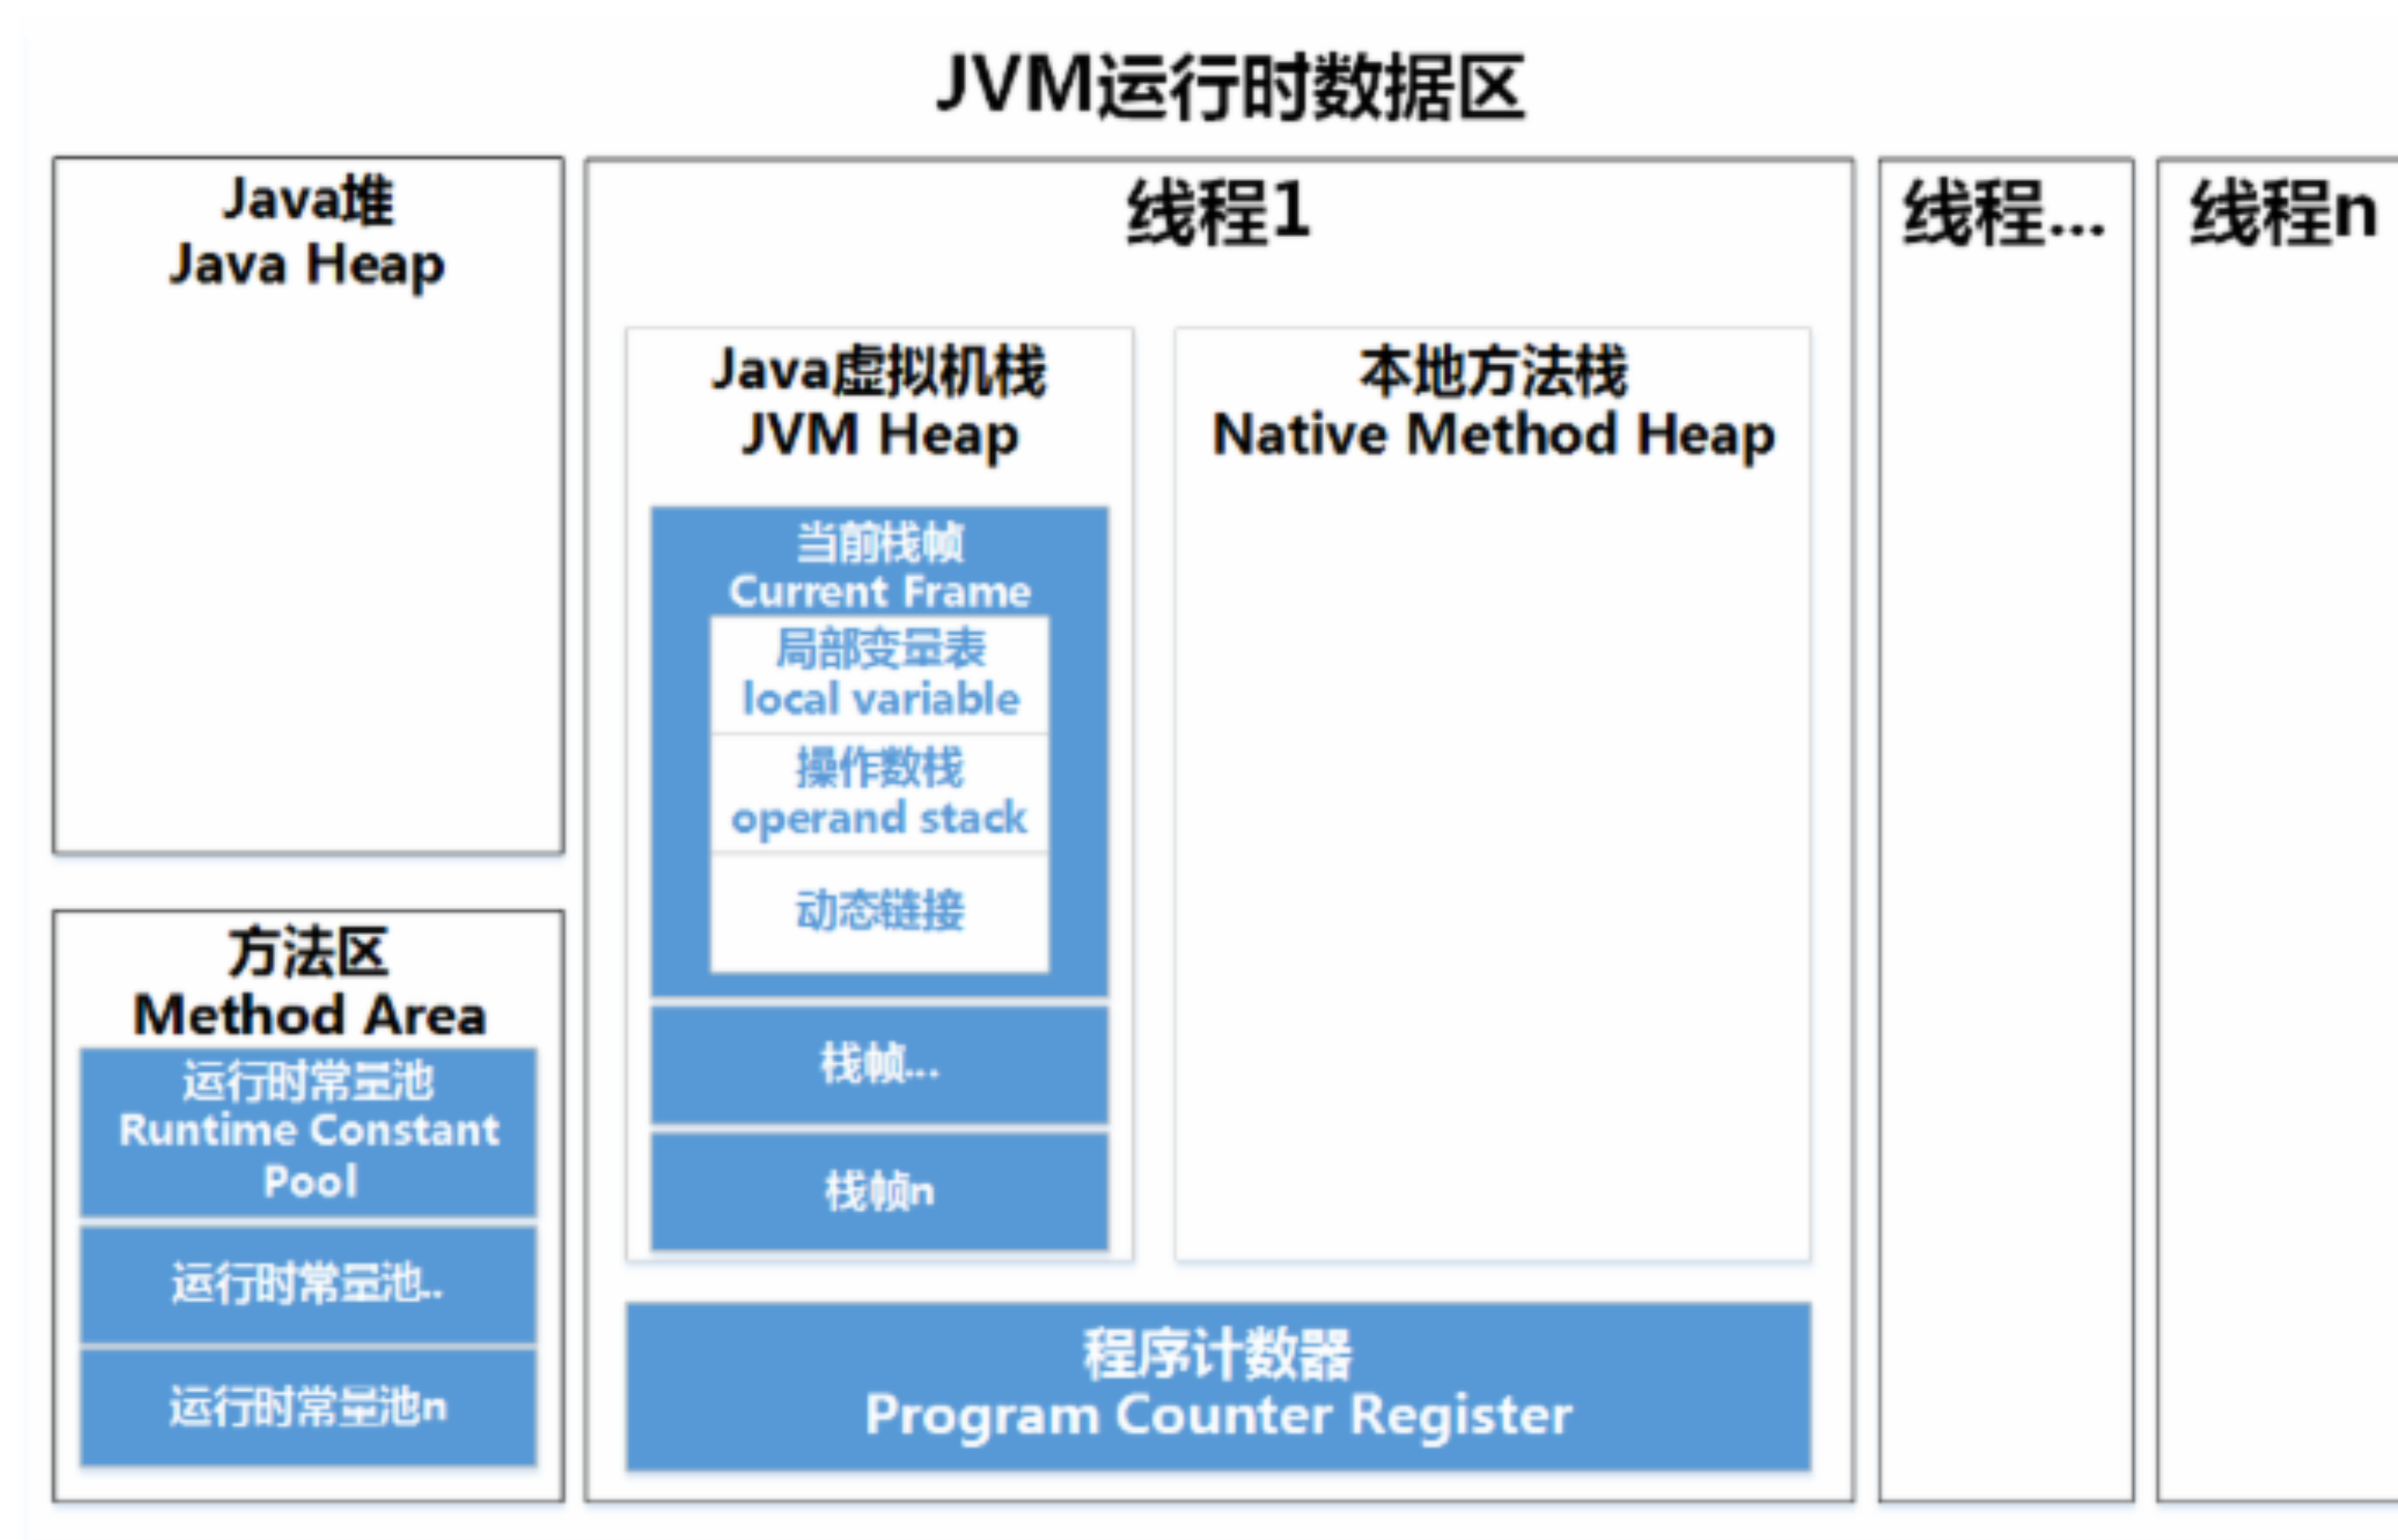 JVM运行时数据区
Java堆
Java Heap
方法区
Method Area
运行时常量池
Runtime Constant
Pool
运行时常量池..
运行时常量池n
线程1
Java虚拟机栈
JVM Heap
当前栈帧
Current Frame
局部变量表
local variable
操作数栈
operand stack
动态链接
栈帧...
栈帧n
本地方法栈
Native Method Heap
程序计数器
Program Counter Register
线程...
线程n